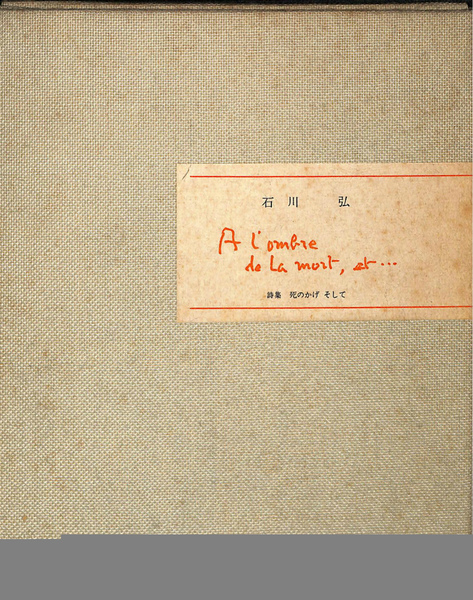 石川 弘
A l'ombre
de la mort, et...
詩集 死のかげ そして